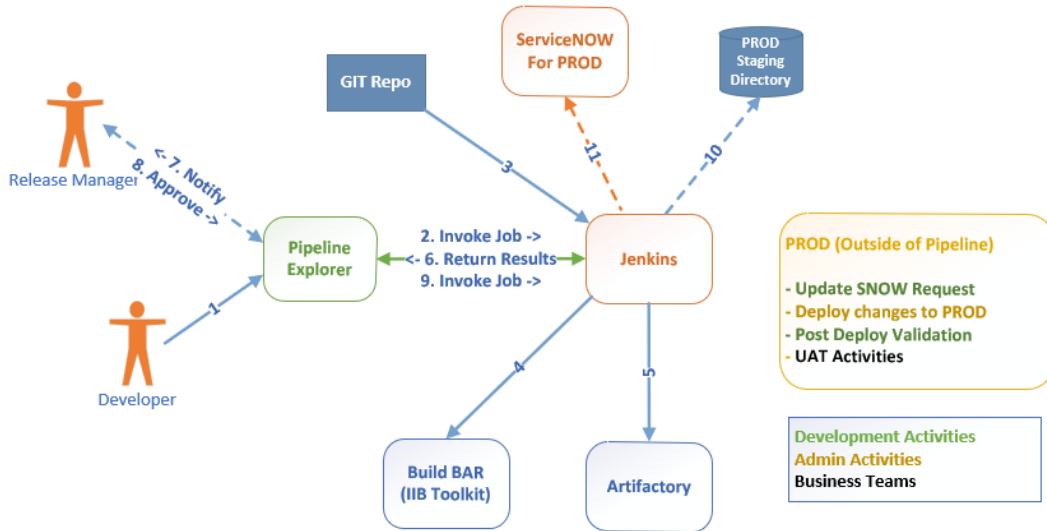 ServiceNOW
For PROD
PROD
Staging
Directory
GIT Repo
Release Manager
<- 7. Notify
8. Approve ->
3
11
10
Pipeline
Explorer
2. Invoke Job ->
<- 6. Return Results
9. Invoke Job ->
Jenkins
PROD (Outside of Pipeline)
- Update SNOW Request
- Deploy changes to PROD
- Post Deploy Validation
- UAT Activities
1
Developer
4
5
Build BAR
(IIB Toolkit)
Artifactory
Development Activities
Admin Activities
Business Teams